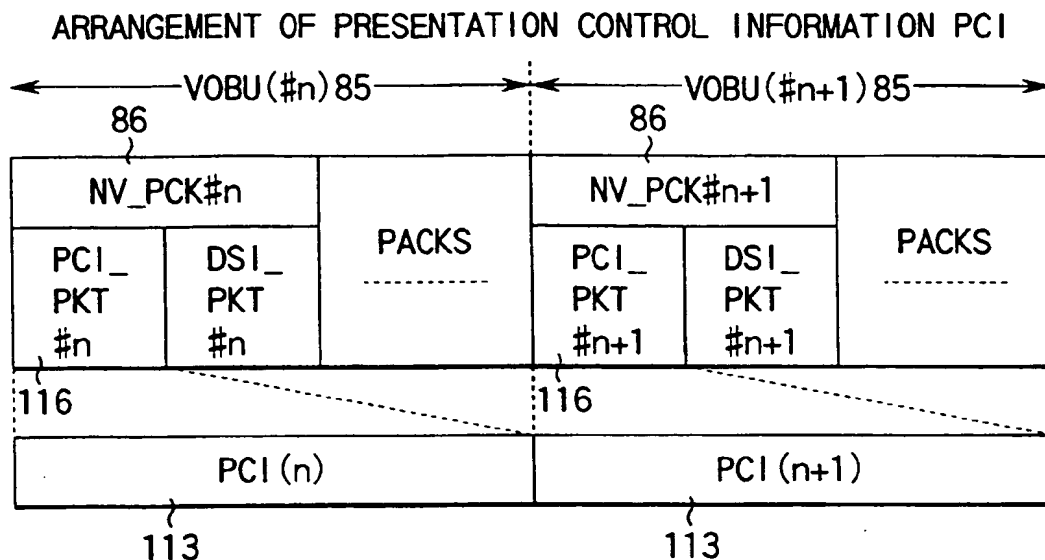 ARRANGEMENT OF PRESENTATION CONTROL INFORMATION PCI
VOBU(#n)85 VOBU(#n+1)85
86 86
NV_PCK#n NV_PCK#n+1
PCI_ DSI_ PACKS PCI_ DSI_ PACKS
PKT PKT PKT PKT
#n #n #n+1 #n+1
116 116
PCI(n) PCI(n+1)
113 113